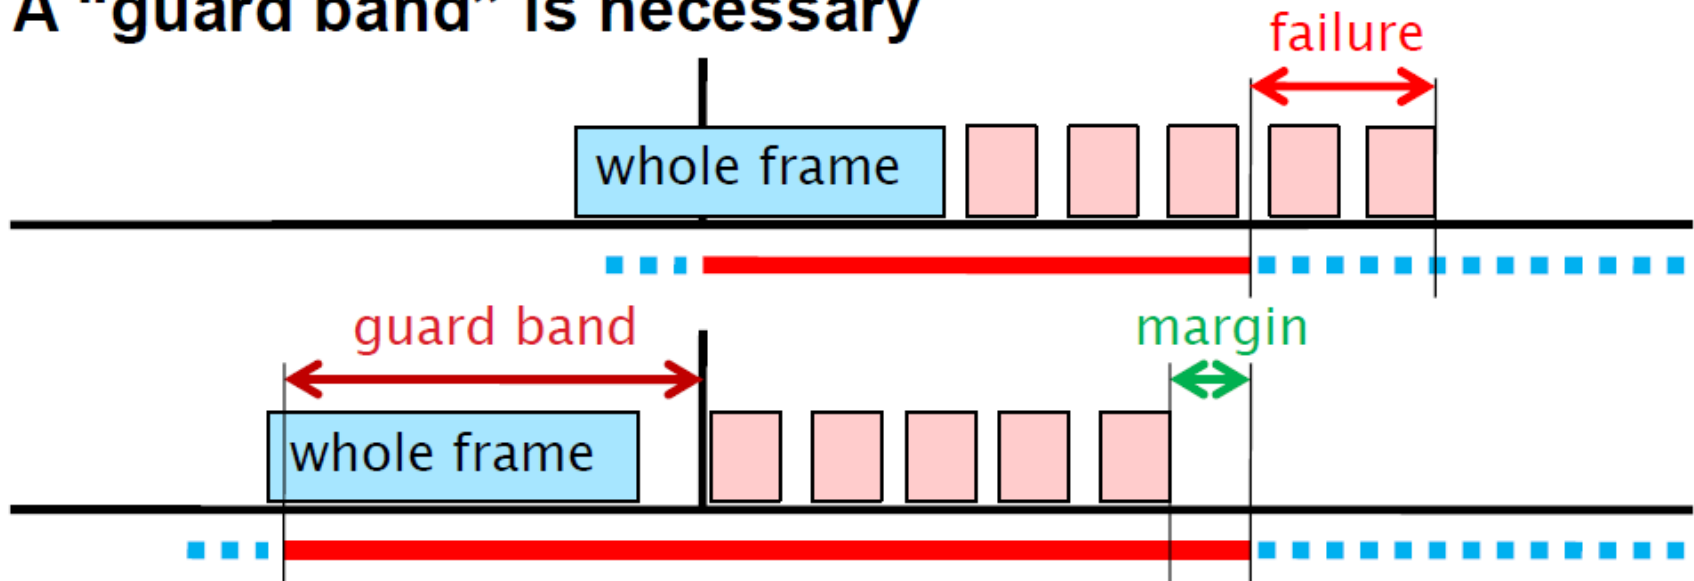 A "guard band" is necessary
failure
whole frame
guard band
margin
whole frame